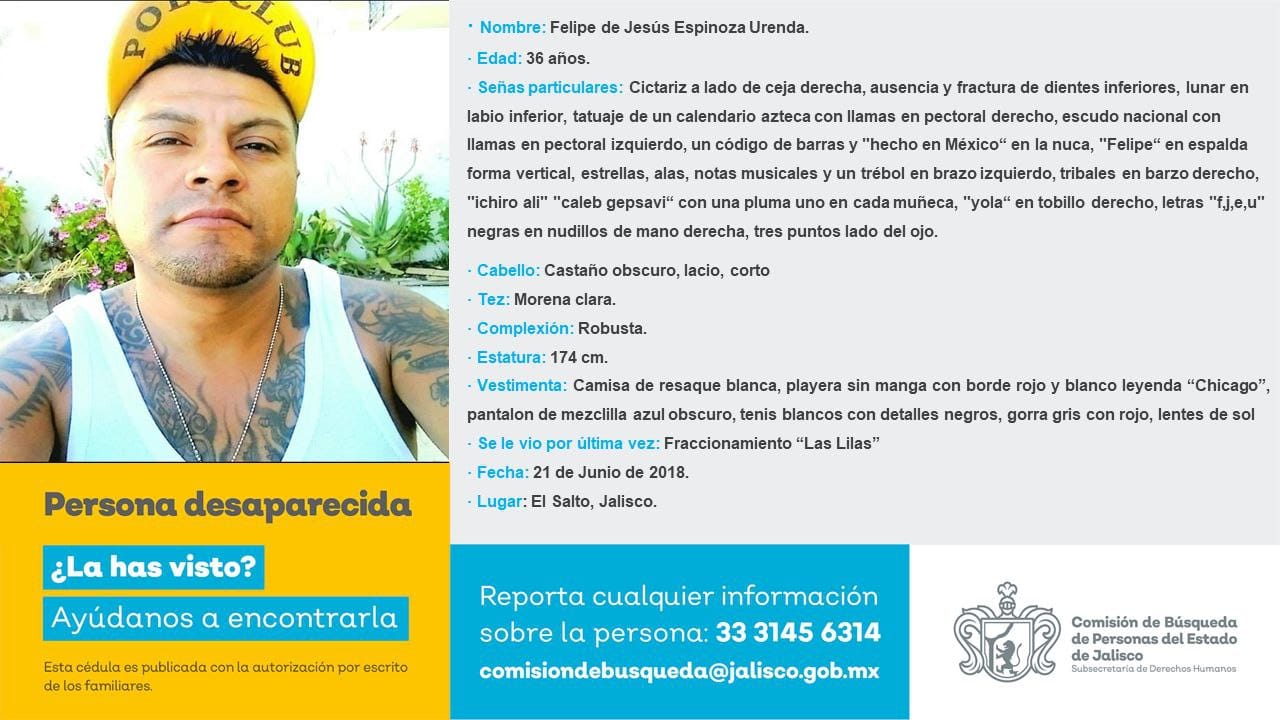 POLO CLUB
· Nombre: Felipe de Jesús Espinoza Urenda.
· Edad: 36 años.
· Señas particulares: Cictariz a lado de ceja derecha, ausencia y fractura de dientes inferiores, lunar en
labio inferior, tatuaje de un calendario azteca con llamas en pectoral derecho, escudo nacional con
llamas en pectoral izquierdo, un código de barras y "hecho en México“ en la nuca, "Felipe“ en espalda
forma vertical, estrellas, alas, notas musicales y un trébol en brazo izquierdo, tribales en barzo derecho,
"ichiro ali" "caleb gepsavi“ con una pluma uno en cada muñeca, "yola“ en tobillo derecho, letras "f,j,e,u"
negras en nudillos de mano derecha, tres puntos lado del ojo.
· Cabello: Castaño obscuro, lacio, corto
· Tez: Morena clara.
· Complexión: Robusta.
· Estatura: 174 cm.
· Vestimenta: Camisa de resaque blanca, playera sin manga con borde rojo y blanco leyenda “Chicago”,
pantalon de mezclilla azul obscuro, tenis blancos con detalles negros, gorra gris con rojo, lentes de sol
· Se le vio por última vez: Fraccionamiento “Las Lilas”
· Fecha: 21 de Junio de 2018.
· Lugar: El Salto, Jalisco.
Persona desaparecida
¿La has visto?
Ayúdanos a encontrarla
Esta cédula es publicada con la autorización por escrito
de los familiares.
Reporta cualquier información
sobre la persona: 33 3145 6314
comisiondebusqueda@jalisco.gob.mx
Comisión de Búsqueda
de Personas del Estado
de Jalisco
Subsecretaría de Derechos Humanos